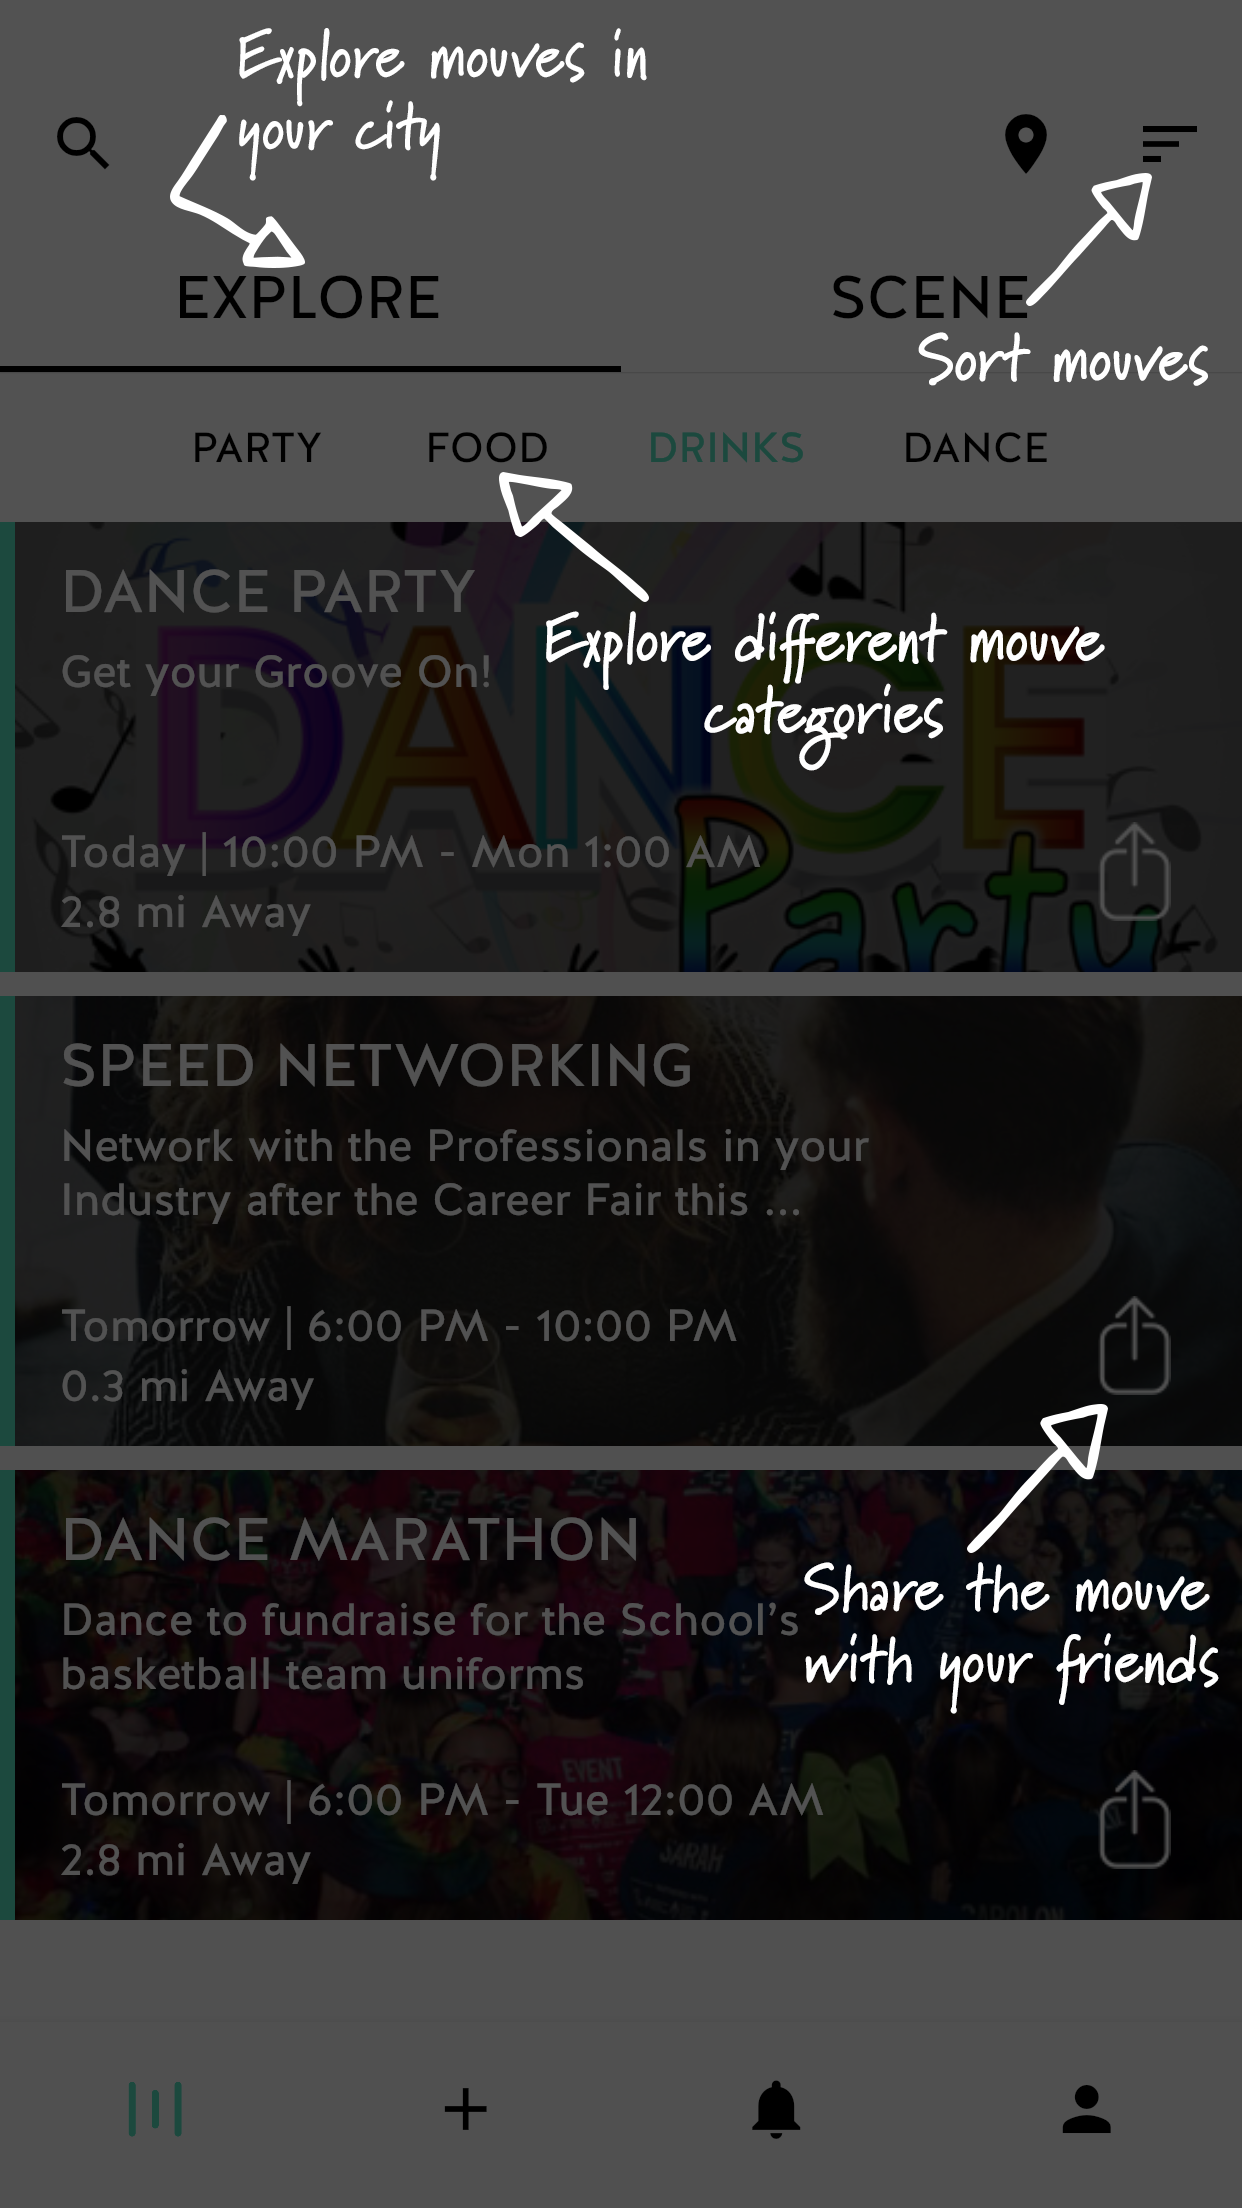 Explore mouves in
your city
EXPLORE
SCENE
Sort mouves
PARTY FOOD DRINKS DANCE
DANCE PARTY
Get your Groove On!
Explore different mouve
categories
DANCE
Party
Today | 10:00 PM - Mon 1:00 AM
2.8 mi Away
SPEED NETWORKING
Network with the Professionals in your
Industry after the Career Fair this ...
Tomorrow | 6:00 PM - 10:00 PM
0.3 mi Away
DANCE MARATHON
Dance to fundraise for the School's
basketball team uniforms
Share the mouve
with your friends
EVENT
Tomorrow | 6:00 PM - Tue 12:00 AM
SARAH
2.8 mi Away